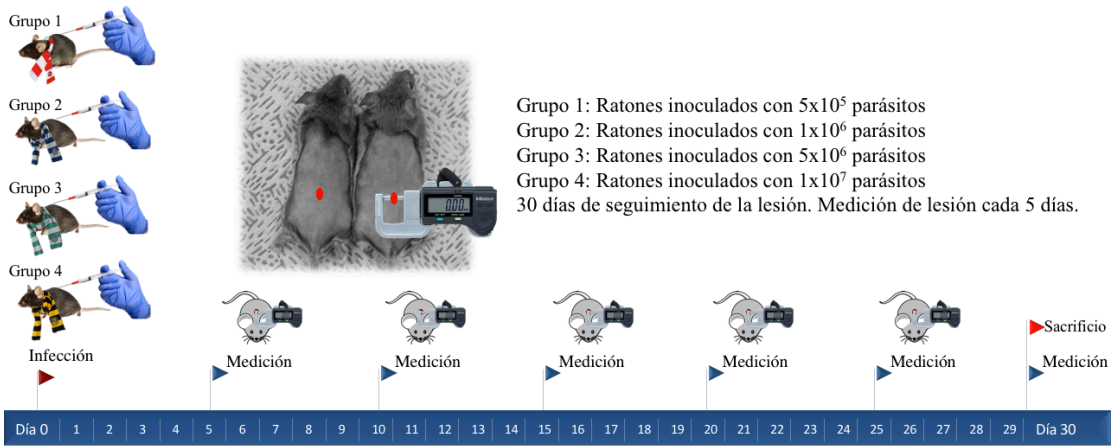 Grupo 1
Grupo 2
Grupo 3
Grupo 4
Grupo 1: Ratones inoculados con 5x10⁵ parásitos
Grupo 2: Ratones inoculados con 1x10⁶ parásitos
Grupo 3: Ratones inoculados con 5x10⁶ parásitos
Grupo 4: Ratones inoculados con 1x10⁷ parásitos
30 días de seguimiento de la lesión. Medición de lesión cada 5 días.
0.00
Mitutoyo
Sacrificio
Infección
Medición
Medición
Medición
Medición
Medición
Medición
Día 0 1 2 3 4 5 6 7 8 9 10 11 12 13 14 15 16 17 18 19 20 21 22 23 24 25 26 27 28 29 Día 30